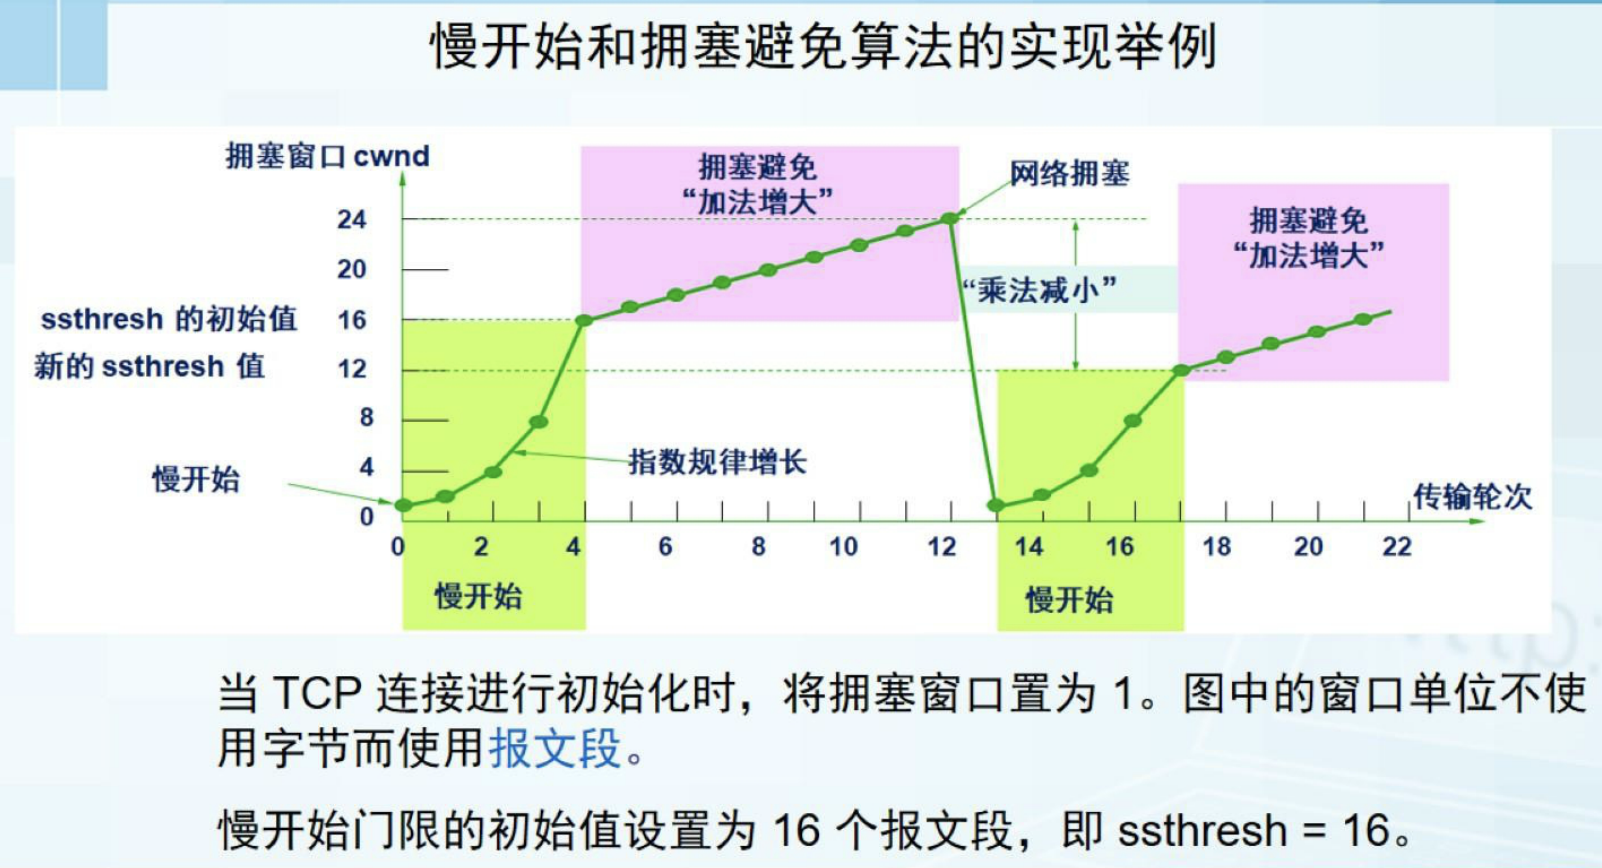 慢开始和拥塞避免算法的实现举例
拥塞窗口 cwnd
拥塞避免
“加法增大”
网络拥塞
拥塞避免
“加法增大”
24
20
“乘法减小”
ssthresh 的初始值
16
新的 ssthresh 值
12
8
4
指数规律增长
慢开始
0
传输轮次
0 2 4 6 8 10 12 14 16 18 20 22
慢开始
慢开始
当 TCP 连接进行初始化时，将拥塞窗口置为 1。图中的窗口单位不使
用字节而使用报文段。
慢开始门限的初始值设置为 16 个报文段，即 ssthresh = 16。